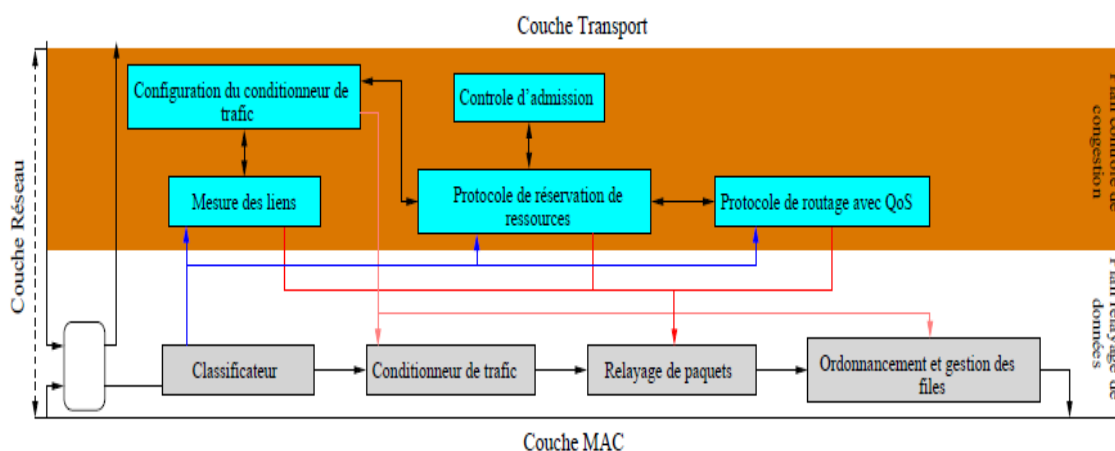 Couche Transport
Configuration du conditionneur de
trafic
Controle d'admission
Mesure des liens
Protocole de réservation de
ressources
Protocole de routage avec QoS
congestion
Couche Réseau
Classificateur
Conditionneur de trafic
Relayage de paquets
Ordonnancement et gestion des
files
données
Couche MAC